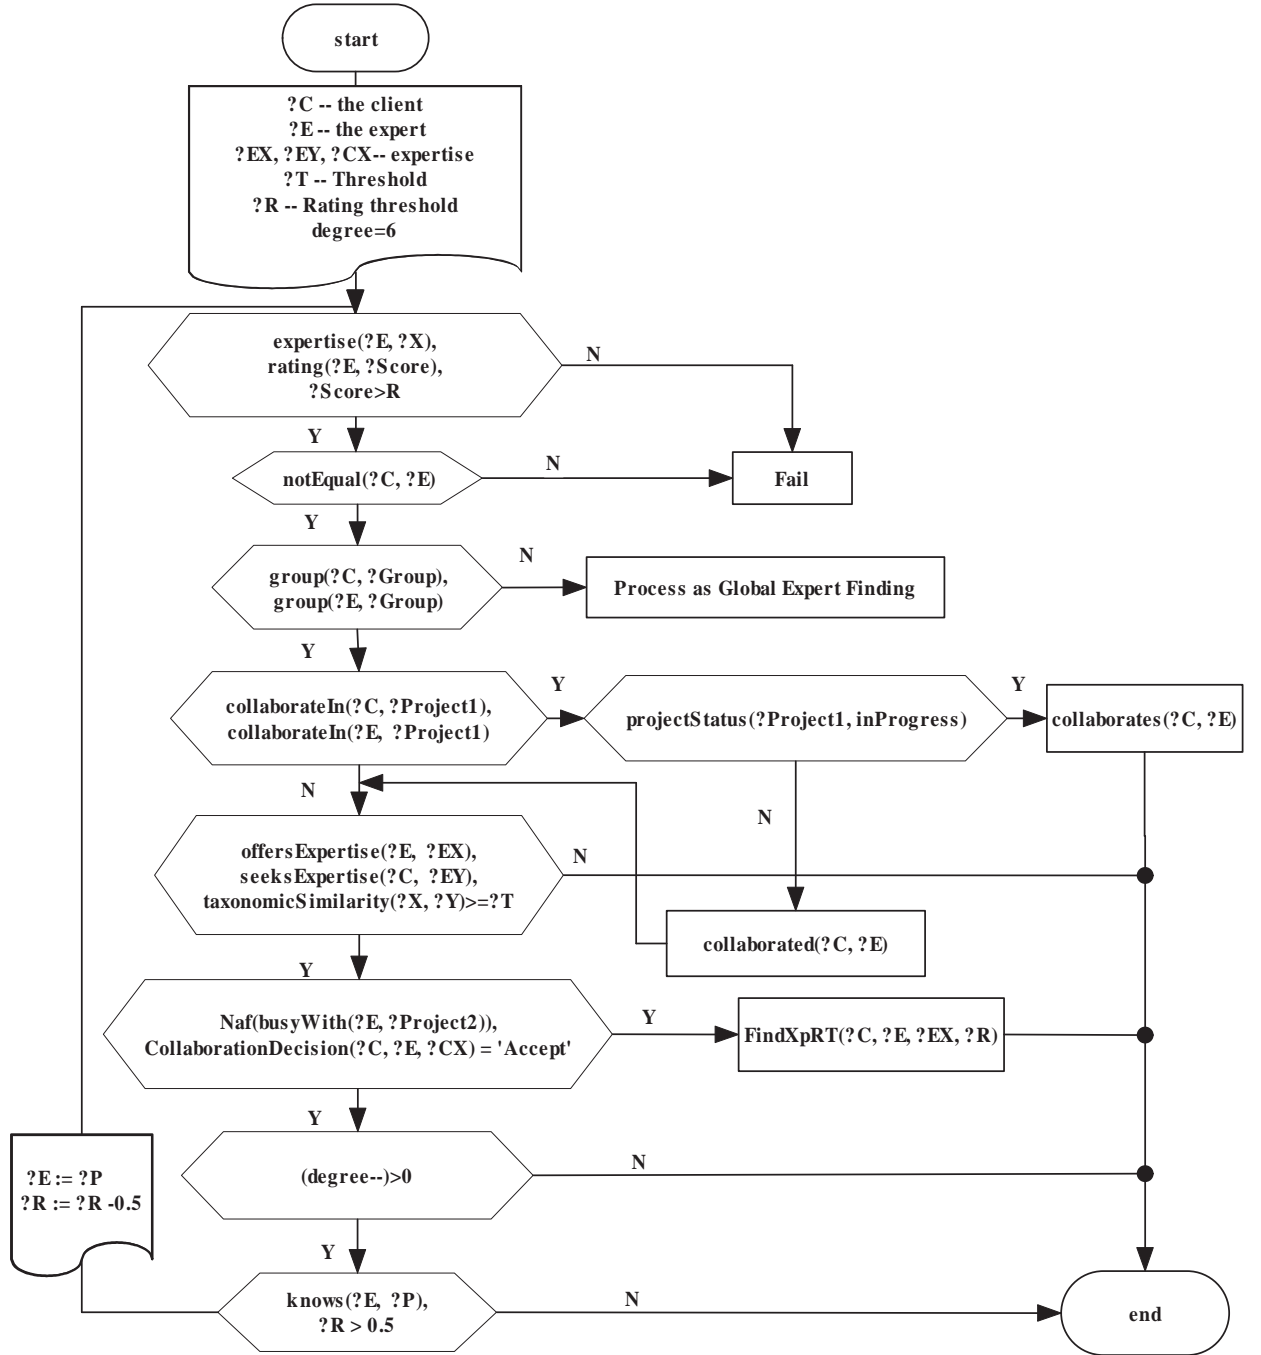 start
?C -- the client
?E -- the expert
?EX, ?EY, ?CX-- expertise
?T -- Threshold
?R -- Rating threshold
degree=6
expertise(?E, ?X),
rating(?E, ?Score),
?Score>R
N
Y
notEqual(?C, ?E)
N
Fail
Y
group(?C, ?Group),
group(?E, ?Group)
N
Process as Global Expert Finding
Y
collaborateIn(?C, ?Project1),
collaborateIn(?E, ?Project1)
Y
projectStatus(?Project1, inProgress)
Y
collaborates(?C, ?E)
N
N
offersExpertise(?E, ?EX),
seeksExpertise(?C, ?EY),
taxonomicSimilarity(?X, ?Y)>=?T
N
collaborated(?C, ?E)
Y
Naf(busyWith(?E, ?Project2)),
CollaborationDecision(?C, ?E, ?CX) = 'Accept'
Y
FindXpRT(?C, ?E, ?EX, ?R)
Y
(degree--)>0
N
?E := ?P
?R := ?R -0.5
Y
knows(?E, ?P),
?R > 0.5
N
end